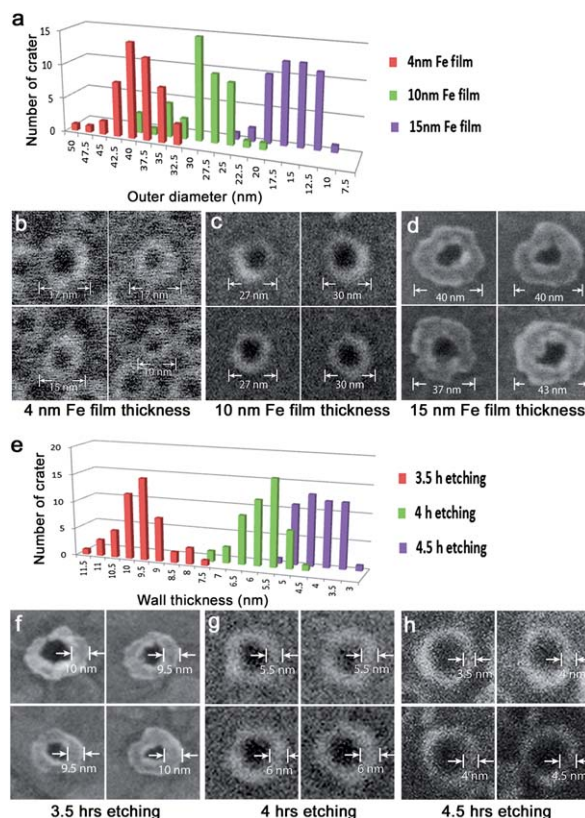 a
15
10
5
0
Number of crater
50
47.5
45
42.5
40
37.5
35
32.5
30
27.5
25
22.5
20
17.5
15
12.5
10
7.5
Outer diameter (nm)
4nm Fe film
10nm Fe film
15nm Fe film
b
17 nm
17 nm
15 nm
10 nm
4 nm Fe film thickness
c
27 nm
30 nm
27 nm
30 nm
10 nm Fe film thickness
d
40 nm
40 nm
37 nm
43 nm
15 nm Fe film thickness
e
20
15
10
5
0
Number of crater
11.5
11
10.5
10
9.5
9
8.5
8
7.5
7
6.5
6
5.5
5
4.5
4
3.5
3
Wall thickness (nm)
3.5 h etching
4 h etching
4.5 h etching
f
10 nm
9.5 nm
9.5 nm
10 nm
3.5 hrs etching
g
5.5 nm
5.5 nm
6 nm
6 nm
4 hrs etching
h
3.5 nm
4 nm
4 nm
4.5 nm
4.5 hrs etching